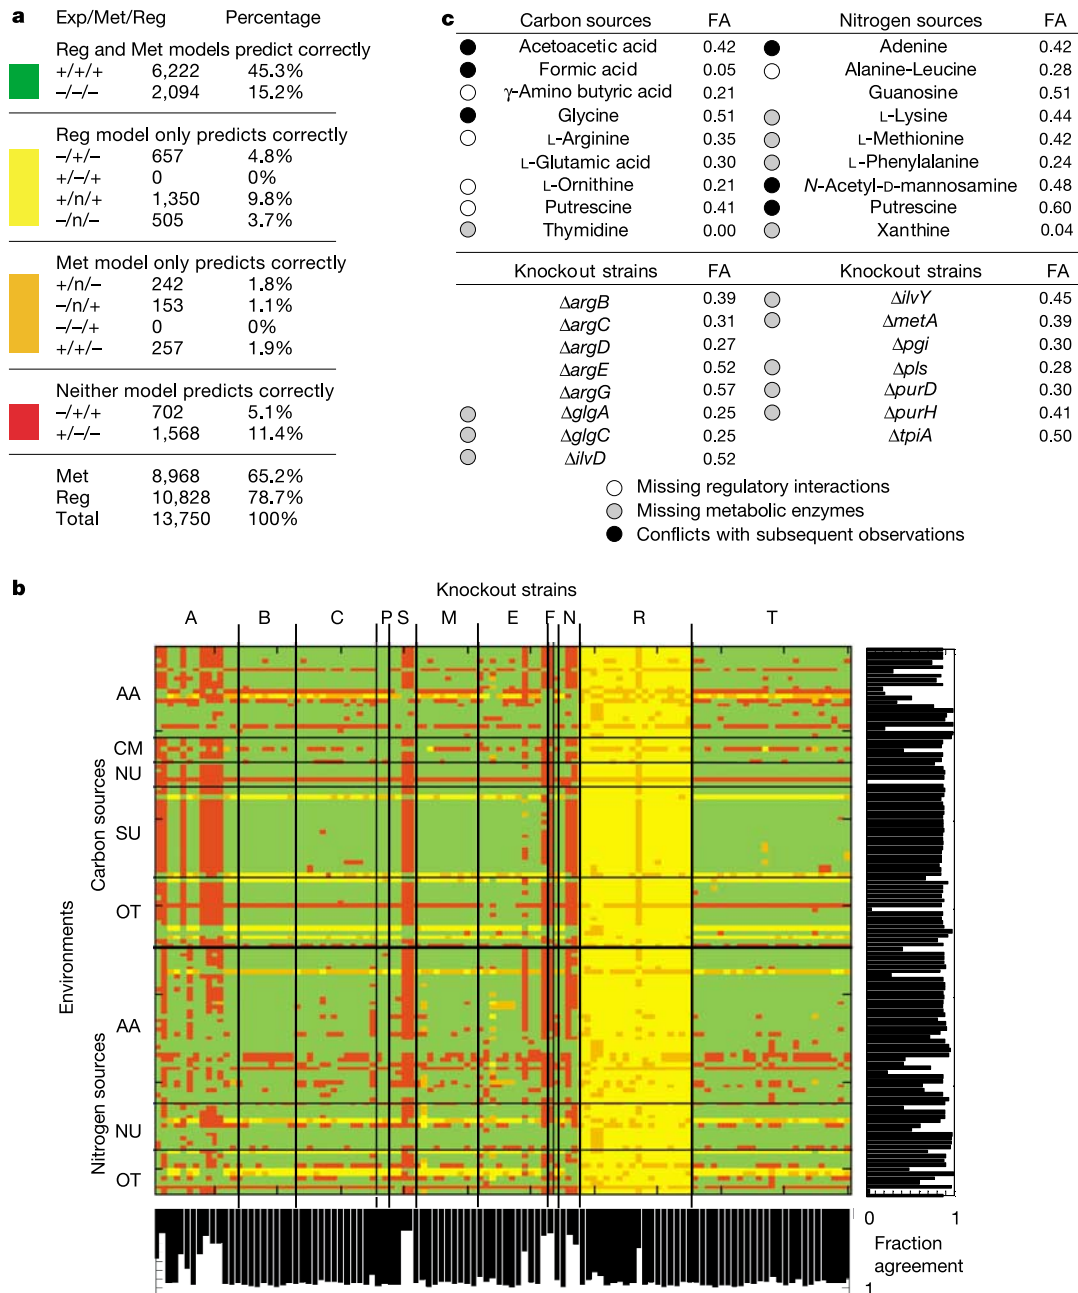 a Exp/Met/Reg Percentage
Reg and Met models predict correctly
+/+/+ 6,222 45.3%
–/–/– 2,094 15.2%
Reg model only predicts correctly
–/+/– 657 4.8%
+/–/+ 0 0%
+/n/+ 1,350 9.8%
–/n/– 505 3.7%
Met model only predicts correctly
+/n/– 242 1.8%
–/n/+ 153 1.1%
–/–/+ 0 0%
+/+/– 257 1.9%
Neither model predicts correctly
–/+/+ 702 5.1%
+/–/– 1,568 11.4%
Met 8,968 65.2%
Reg 10,828 78.7%
Total 13,750 100%
c Carbon sources FA Nitrogen sources FA
Acetoacetic acid 0.42 Adenine 0.42
Formic acid 0.05 Alanine-Leucine 0.28
γ-Amino butyric acid 0.21 Guanosine 0.51
Glycine 0.51 L-Lysine 0.44
L-Arginine 0.35 L-Methionine 0.42
L-Glutamic acid 0.30 L-Phenylalanine 0.24
L-Ornithine 0.21 N-Acetyl-D-mannosamine 0.48
Putrescine 0.41 Putrescine 0.60
Thymidine 0.00 Xanthine 0.04
Knockout strains FA Knockout strains FA
ΔargB 0.39 ΔilvY 0.45
ΔargC 0.31 ΔmetA 0.39
ΔargD 0.27 Δpgi 0.30
ΔargE 0.52 Δpls 0.28
ΔargG 0.57 ΔpurD 0.30
ΔglgA 0.25 ΔpurH 0.41
ΔglgC 0.25 ΔtpiA 0.50
ΔilvD 0.52
Missing regulatory interactions
Missing metabolic enzymes
Conflicts with subsequent observations
b Knockout strains
A B C P S M E F N R T
Environments
Carbon sources
AA
CM
NU
SU
OT
Nitrogen sources
AA
NU
OT
0 1
Fraction
agreement
1